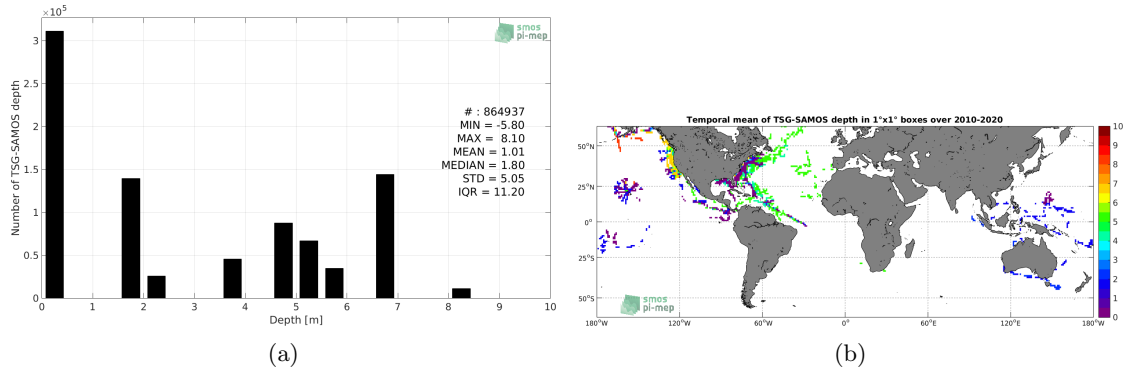 ×10⁵
smos
pi-mep
3
2.5
2
1.5
1
0.5
0
Number of TSG-SAMOS depth
# : 864937
MIN = -5.80
MAX = 8.10
MEAN = 1.01
MEDIAN = 1.80
STD = 5.05
IQR = 11.20
0 1 2 3 4 5 6 7 8 9 10
Depth [m]
(a)
Temporal mean of TSG-SAMOS depth in 1°x1° boxes over 2010-2020
50°N
25°N
0°
25°S
50°S
smos
pi-mep
180°W 120°W 60°W 0° 60°E 120°E 180°W
10
9
8
7
6
5
4
3
2
1
0
(b)